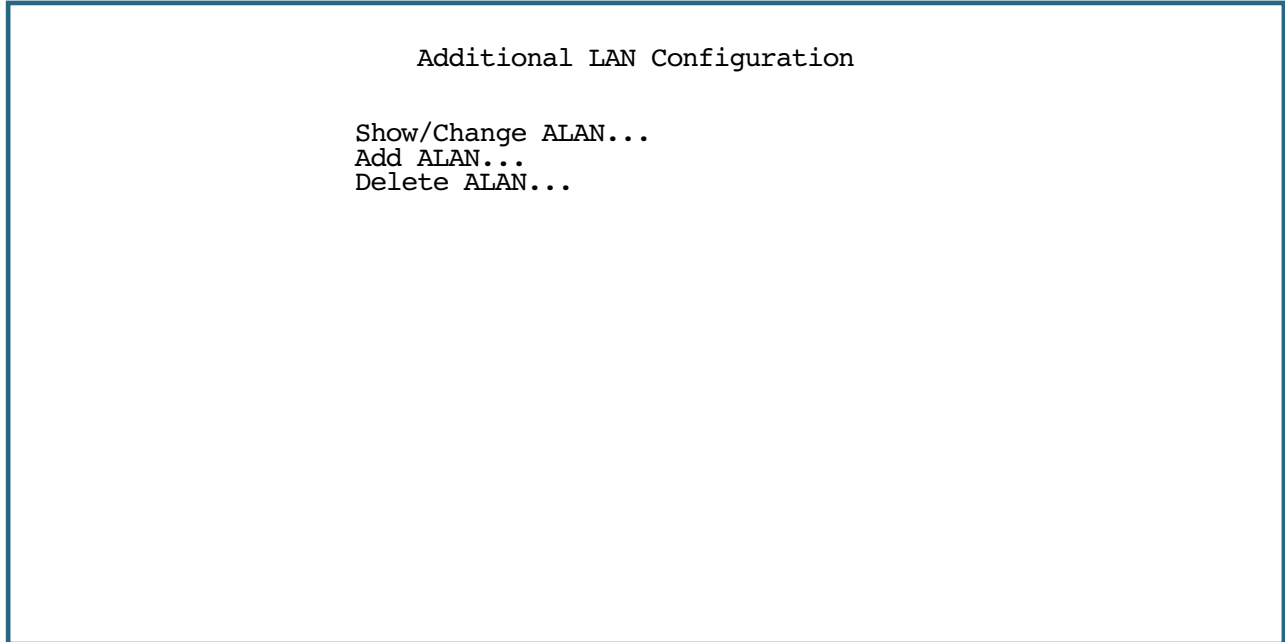 Additional LAN Configuration
Show/Change ALAN...
Add ALAN...
Delete ALAN...